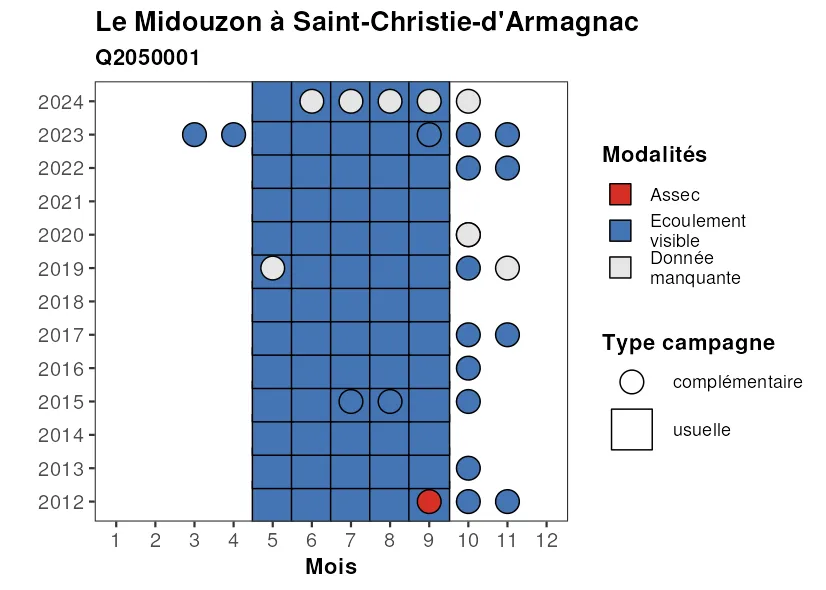 Le Midouzon à Saint-Christie-d'Armagnac
Q2050001
2024
2023
2022
2021
2020
2019
2018
2017
2016
2015
2014
2013
2012
1 2 3 4 5 6 7 8 9 10 11 12
Mois
Modalités
Assec
Ecoulement
visible
Donnée
manquante
Type campagne
complémentaire
usuelle